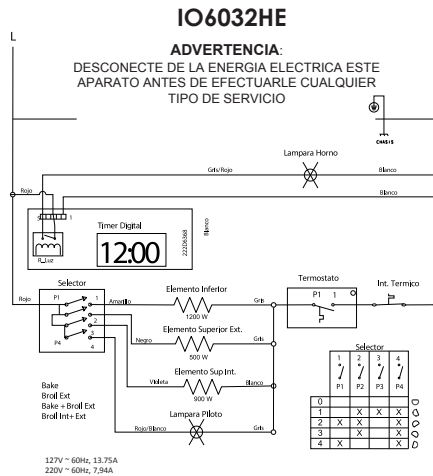 IO6032HE
ADVERTENCIA:
DESCONECTE DE LA ENERGIA ELECTRICA ESTE
APARATO ANTES DE EFECTUARLE CUALQUIER
TIPO DE SERVICIO
L
CHASIS
Lampara Horno
Gris/Rojo
Blanco
Rojo
Blanco
5
1
Timer Digital
12:00
222D6368
Blanco
R_Luz
Selector
Elemento Inferior
Termostato
Int. Termico
Rojo
P1
1
Amarillo
1200 W
Gris
P1 1
Gris
2
Elemento Superior Ext.
Negro
500 W
Gris
P4
3
4
Elemento Sup Int.
Violeta
900 W
Blanco
Lampara Piloto
Rojo/Blanco
Gris
Bake
Broil Ext
Bake + Broil Ext
Broil Int+ Ext
Selector
1 2 3 4
P1 P2 P3 P4
0
1 X X X
2 X X
3 X X
4 X X
127V ~ 60Hz, 13.75A
220V ~ 60Hz, 7,94A